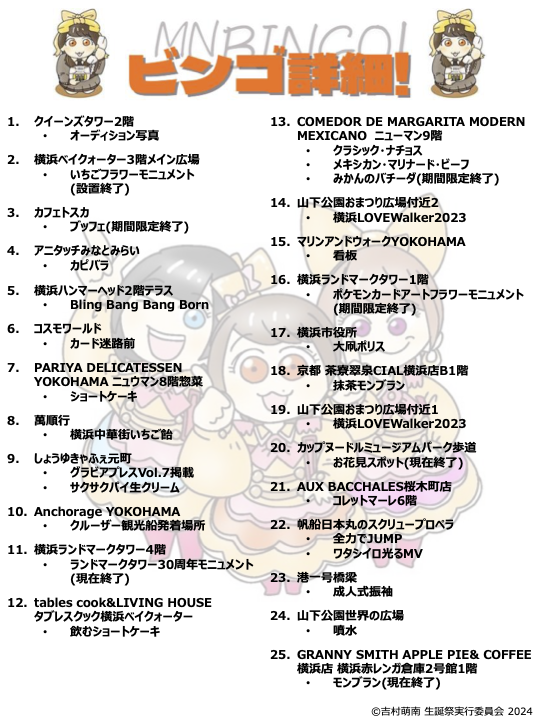 MNBINGO!
ビンゴ詳細!
1. クイーンズタワー2階
• オーディション写真
2. 横浜ベイクォーター3階メイン広場
• いちごフラワーモニュメント
(設置終了)
3. カフェトスカ
• ブッフェ(期間限定終了)
4. アニタッチみなとみらい
• カピバラ
5. 横浜ハンマーヘッド2階テラス
• Bling Bang Bang Born
6. コスモワールド
• カード迷路前
7. PARIYA DELICATESSEN
YOKOHAMA ニュウマン8階惣菜
• ショートケーキ
8. 萬順行
• 横浜中華街いちご飴
9. しょうゆきゃふぇ元町
• グラビアプレスVol.7掲載
• サクサクパイ生クリーム
10. Anchorage YOKOHAMA
• クルーザー観光船発着場所
11. 横浜ランドマークタワー4階
• ランドマークタワー30周年モニュメント
(現在終了)
12. tables cook&LIVING HOUSE
タブレスクック横浜ベイクォーター
• 飲むショートケーキ
13. COMEDOR DE MARGARITA MODERN
MEXICANO ニューマン9階
• クラシック・ナチョス
• メキシカン・マリナード・ビーフ
• みかんのバチーダ(期間限定終了)
14. 山下公園おまつり広場付近2
• 横浜LOVEWalker2023
15. マリンアンドウォークYOKOHAMA
• 看板
16. 横浜ランドマークタワー1階
• ポケモンカードアートフラワーモニュメント
(期間限定終了)
17. 横浜市役所
• 大凧ポリス
18. 京都 茶寮翠泉CIAL横浜店B1階
• 抹茶モンブラン
19. 山下公園おまつり広場付近1
• 横浜LOVEWalker2023
20. カップヌードルミュージアムパーク歩道
• お花見スポット(現在終了)
21. AUX BACCHALES桜木町店
• コレットマーレ6階
22. 帆船日本丸のスクリュープロペラ
• 全力でJUMP
• ワタシイロ光るMV
23. 港一号橋梁
• 成人式振袖
24. 山下公園世界の広場
• 噴水
25. GRANNY SMITH APPLE PIE& COFFEE
横浜店 横浜赤レンガ倉庫2号館1階
• モンブラン(現在終了)
©吉村萌南 生誕祭実行委員会 2024